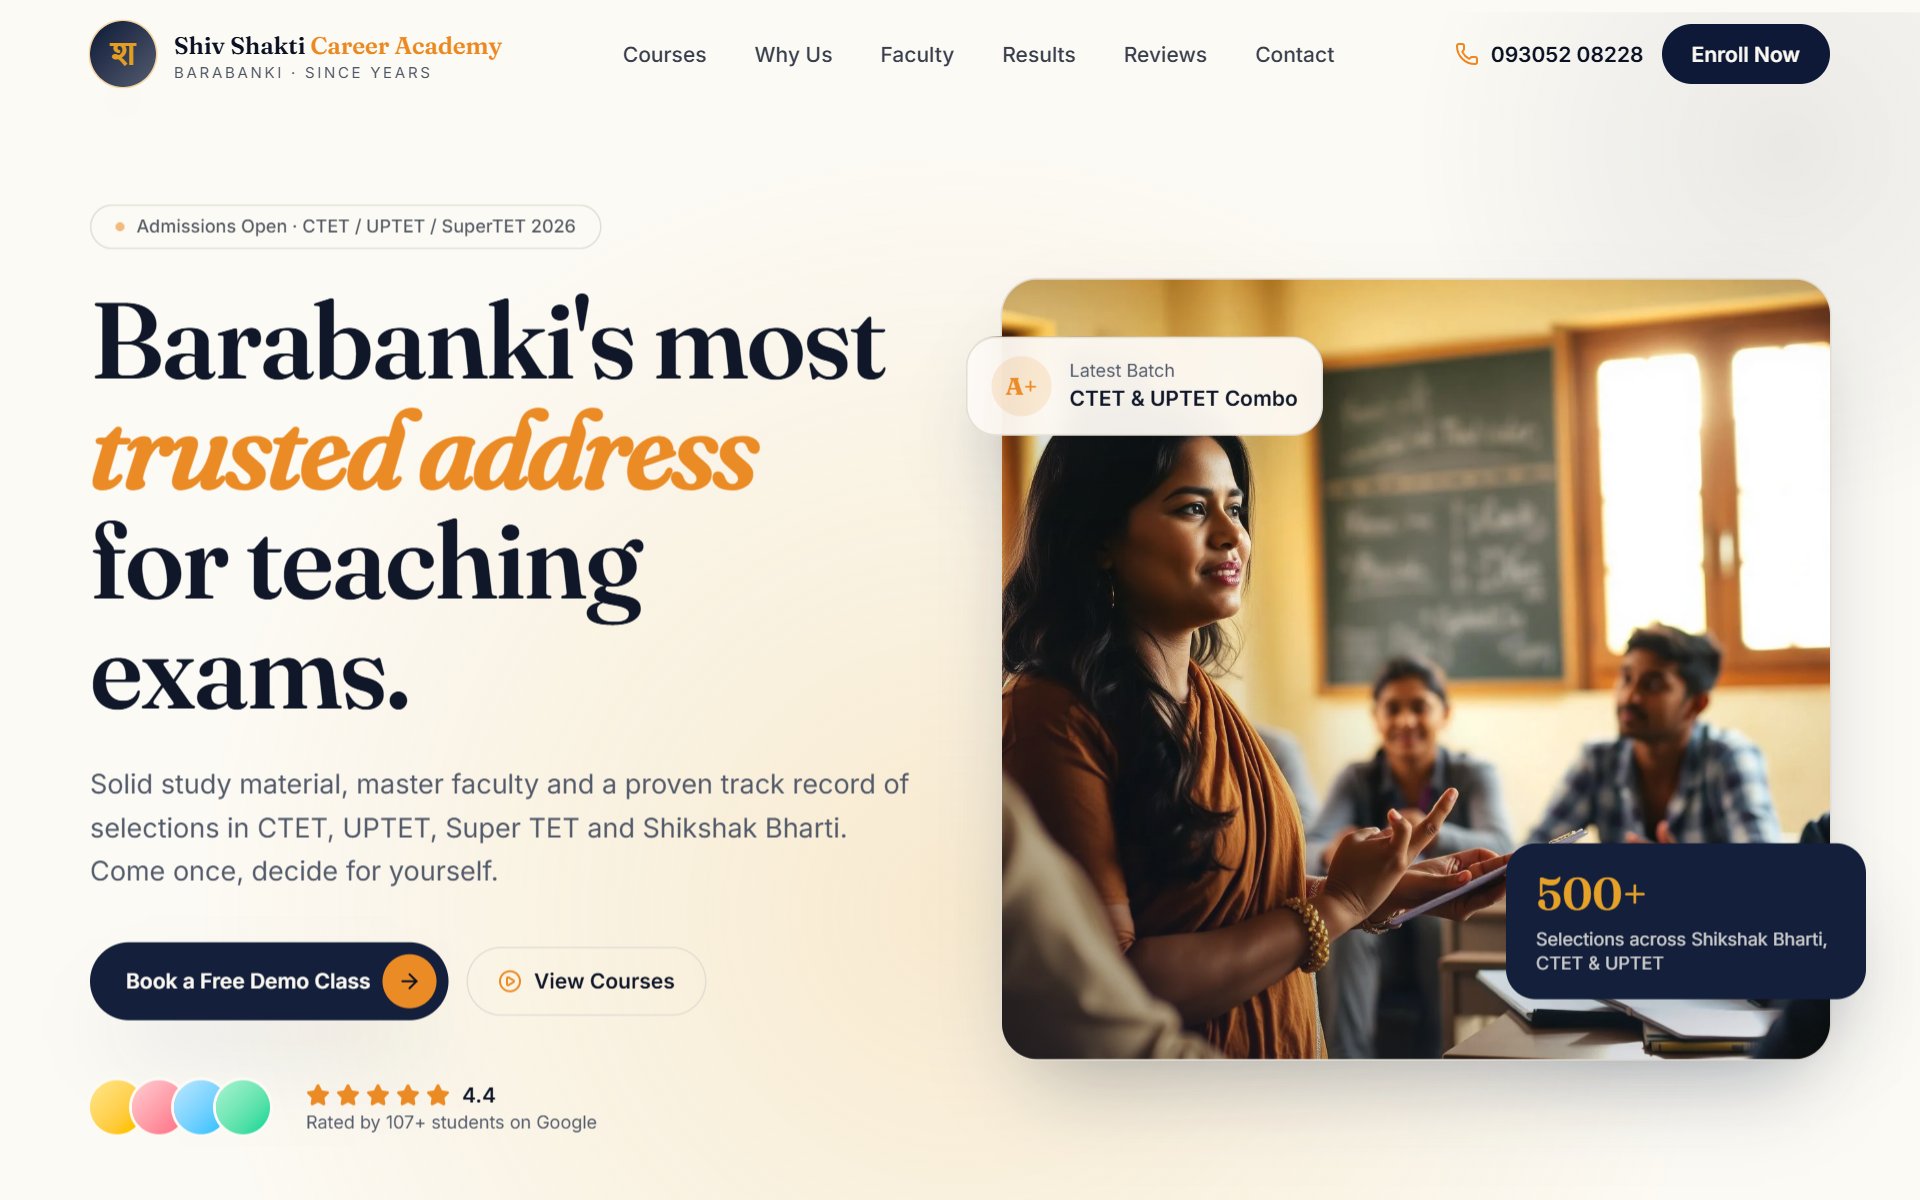 श
Shiv Shakti Career Academy
BARABANKI · SINCE YEARS
Courses
Why Us
Faculty
Results
Reviews
Contact
093052 08228
Enroll Now
Admissions Open · CTET / UPTET / SuperTET 2026
Barabanki's most
trusted address
for teaching
exams.
Solid study material, master faculty and a proven track record of
selections in CTET, UPTET, Super TET and Shikshak Bharti.
Come once, decide for yourself.
Book a Free Demo Class
View Courses
4.4
Rated by 107+ students on Google
A+
Latest Batch
CTET & UPTET Combo
500+
Selections across Shikshak Bharti,
CTET & UPTET